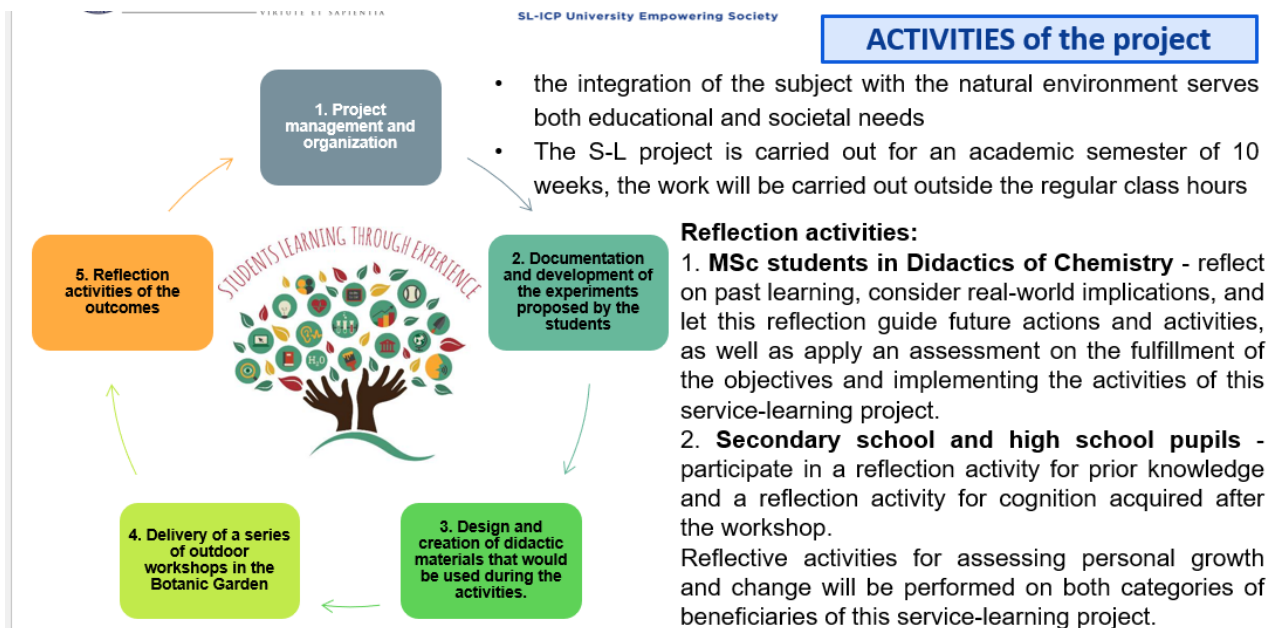 VIRTUTE ET SAPIENTIA
SL-ICP University Empowering Society
ACTIVITIES of the project
• the integration of the subject with the natural environment serves
both educational and societal needs
• The S-L project is carried out for an academic semester of 10
weeks, the work will be carried out outside the regular class hours
1. Project
management and
organization
2. Documentation
and development of
the experiments
proposed by the
students
3. Design and
creation of didactic
materials that would
be used during the
activities.
4. Delivery of a series
of outdoor
workshops in the
Botanic Garden
5. Reflection
activities of the
outcomes
STUDENTS LEARNING THROUGH EXPERIENCE
H₂O
Reflection activities:
1. MSc students in Didactics of Chemistry - reflect
on past learning, consider real-world implications, and
let this reflection guide future actions and activities,
as well as apply an assessment on the fulfillment of
the objectives and implementing the activities of this
service-learning project.
2. Secondary school and high school pupils -
participate in a reflection activity for prior knowledge
and a reflection activity for cognition acquired after
the workshop.
Reflective activities for assessing personal growth
and change will be performed on both categories of
beneficiaries of this service-learning project.